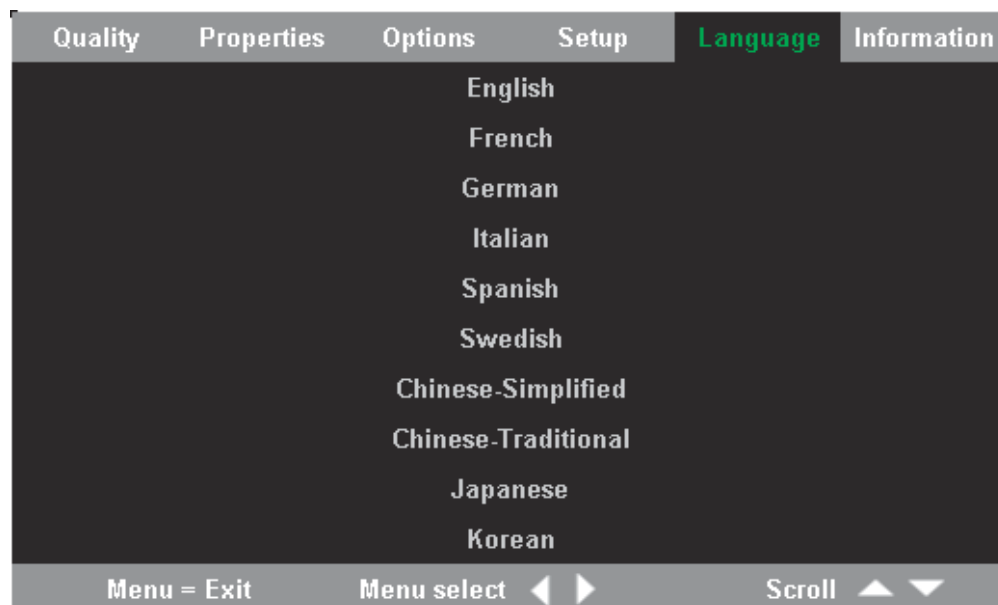 Quality Properties Options Setup Language Information
English
French
German
Italian
Spanish
Swedish
Chinese-Simplified
Chinese-Traditional
Japanese
Korean
Menu = Exit Menu select Scroll